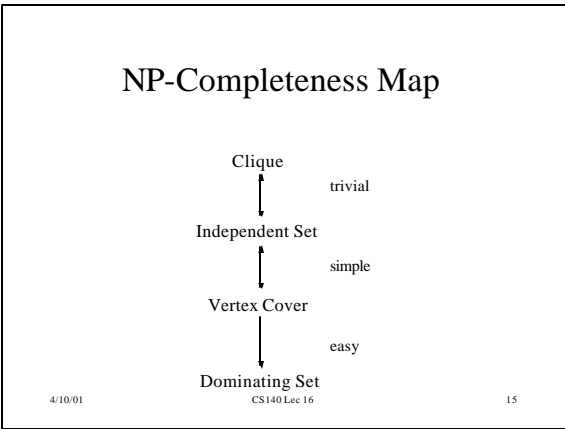 NP-Completeness Map
Clique
trivial
Independent Set
simple
Vertex Cover
easy
Dominating Set
4/10/01 CS140 Lec 16 15